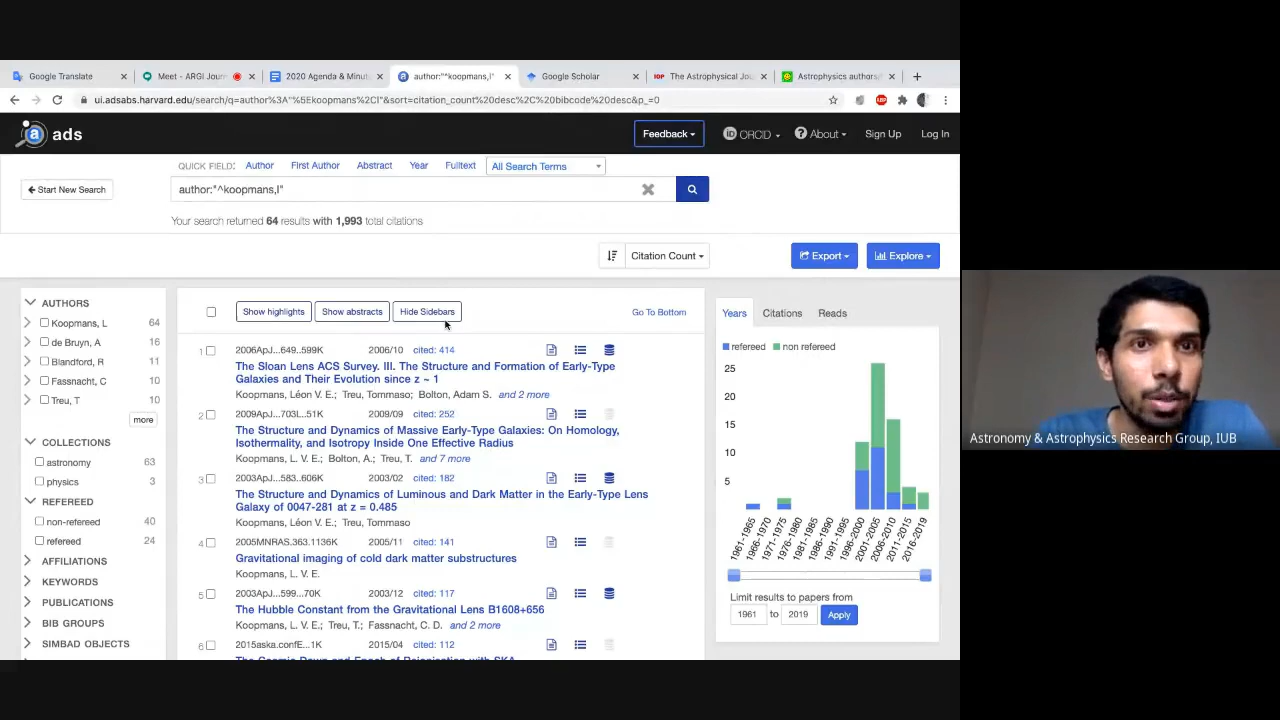 Google Translate
Meet - ARGI Journ
2020 Agenda & Minut
author:"^koopmans,l"
Google Scholar
IOP The Astrophysical Jou
Astrophysics authors/
ui.adsabs.harvard.edu/search/q=author%3A"%5Ekoopmans%2Cl"&sort=citation_count%20desc%2C%20bibcode%20desc&p_=0
ads
Feedback
ORCID
About
Sign Up
Log In
QUICK FIELD: Author First Author Abstract Year Fulltext All Search Terms
Start New Search
author:"^koopmans,l"
Your search returned 64 results with 1,993 total citations
Citation Count
Export
Explore
AUTHORS
Koopmans, L 64
de Bruyn, A 16
Blandford, R 11
Fassnacht, C 10
Treu, T 10
more
COLLECTIONS
astronomy 63
physics 3
REFEREED
non-refereed 40
refereed 24
AFFILIATIONS
KEYWORDS
PUBLICATIONS
BIB GROUPS
SIMBAD OBJECTS
Show highlights Show abstracts Hide Sidebars Go To Bottom
1 2006ApJ...649..599K 2006/10 cited: 414
The Sloan Lens ACS Survey. III. The Structure and Formation of Early-Type
Galaxies and Their Evolution since z ~ 1
Koopmans, Léon V. E.; Treu, Tommaso; Bolton, Adam S. and 2 more
2 2009ApJ...703L..51K 2009/09 cited: 252
The Structure and Dynamics of Massive Early-Type Galaxies: On Homology,
Isothermality, and Isotropy Inside One Effective Radius
Koopmans, L. V. E.; Bolton, A.; Treu, T. and 7 more
3 2003ApJ...583..606K 2003/02 cited: 182
The Structure and Dynamics of Luminous and Dark Matter in the Early-Type Lens
Galaxy of 0047-281 at z = 0.485
Koopmans, Léon V. E.; Treu, Tommaso
4 2005MNRAS.363.1136K 2005/11 cited: 141
Gravitational imaging of cold dark matter substructures
Koopmans, L. V. E.
5 2003ApJ...599...70K 2003/12 cited: 117
The Hubble Constant from the Gravitational Lens B1608+656
Koopmans, L. V. E.; Treu, T.; Fassnacht, C. D. and 2 more
6 2015aska.confE...1K 2015/04 cited: 112
The Cosmic Dawn and Epoch of Reionisation with SKA
Years Citations Reads
refereed non refereed
25
20
15
10
5
1961-1965
1966-1970
1971-1975
1976-1980
1981-1985
1986-1990
1991-1995
1996-2000
2001-2005
2006-2010
2011-2015
2016-2019
Limit results to papers from
1961 to 2019 Apply
Astronomy & Astrophysics Research Group, IUB